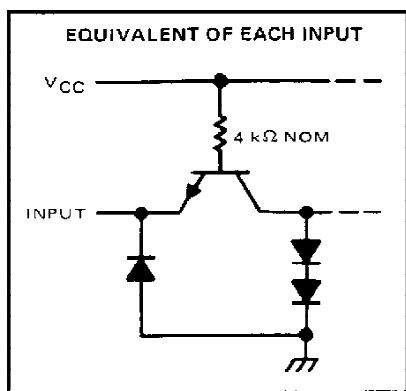 EQUIVALENT OF EACH INPUT
VCC
4 kΩ NOM
INPUT